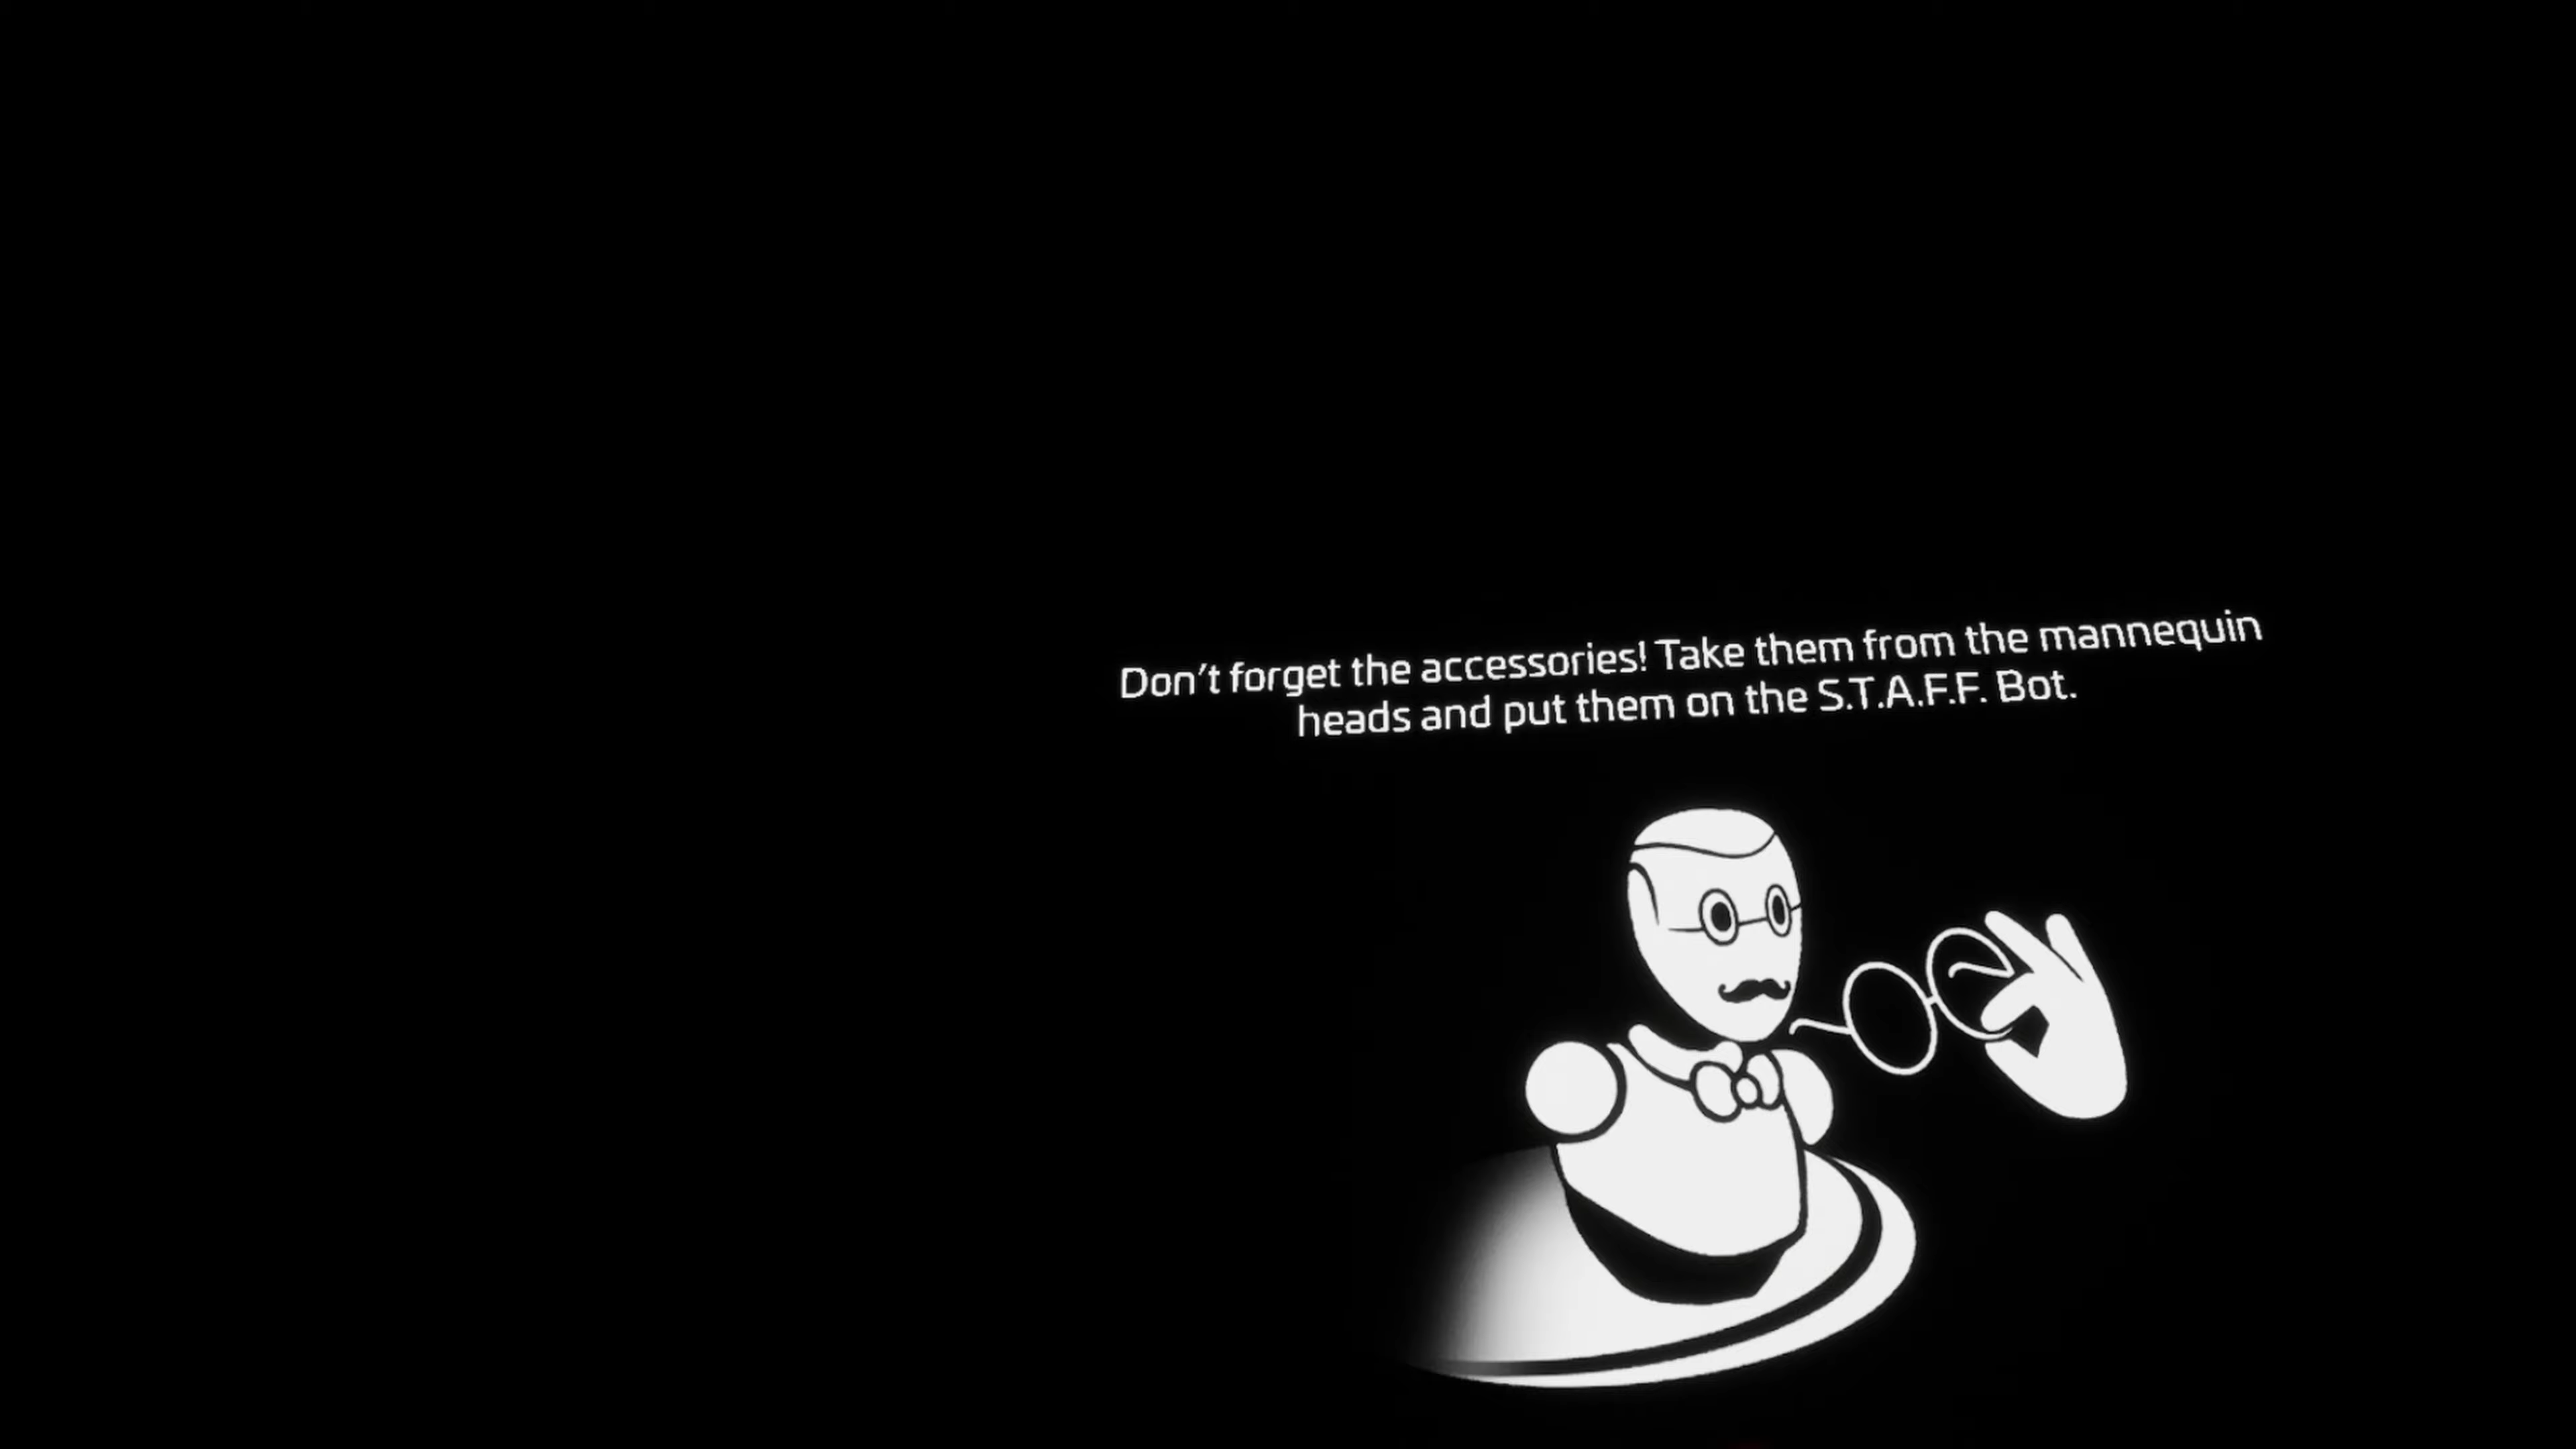 Don't forget the accessories! Take them from the mannequin
heads and put them on the S.T.A.F.F. Bot.